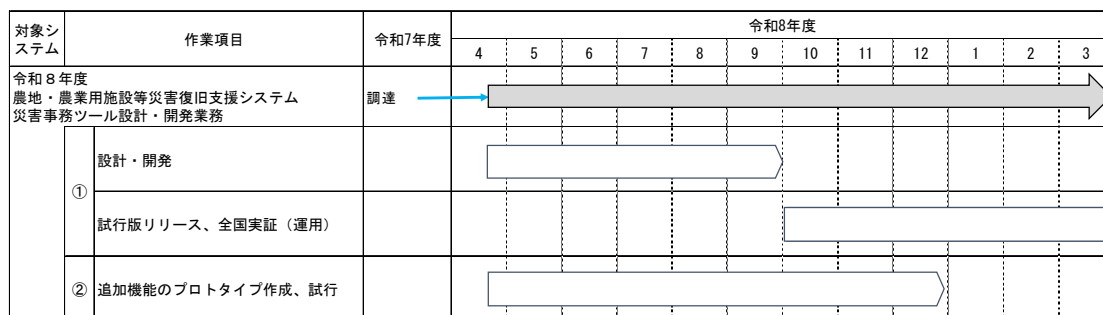 対象システム 作業項目 令和7年度 令和8年度
4 5 6 7 8 9 10 11 12 1 2 3
令和８年度
農地・農業用施設等災害復旧支援システム
災害事務ツール設計・開発業務
調達
①
設計・開発
試行版リリース、全国実証（運用）
② 追加機能のプロトタイプ作成、試行